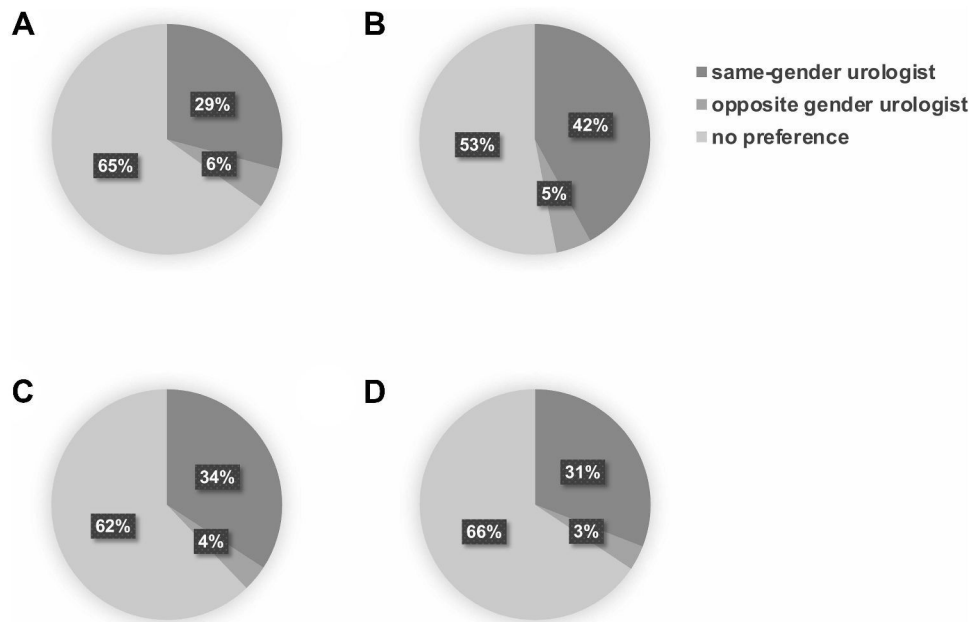 A
29%
6%
65%
B
42%
5%
53%
same-gender urologist
opposite gender urologist
no preference
C
34%
4%
62%
D
31%
3%
66%